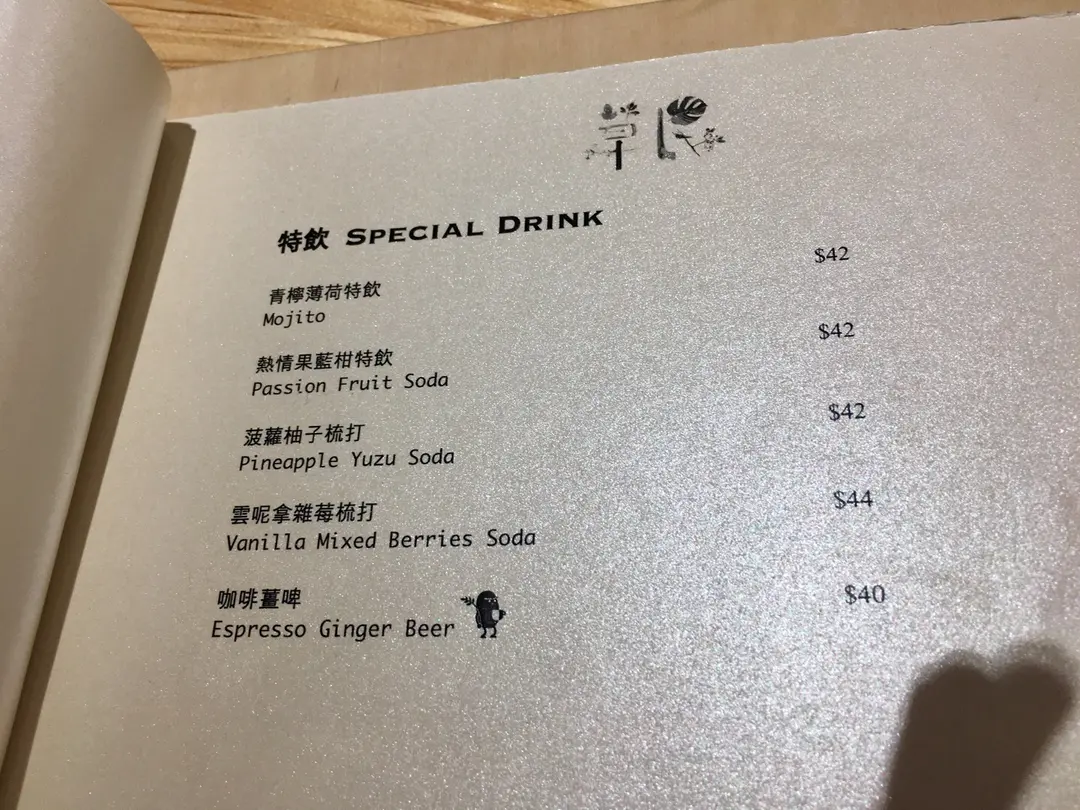 草民
特飲 SPECIAL DRINK
青檸薄荷特飲 $42
Mojito
熱情果藍柑特飲 $42
Passion Fruit Soda
菠蘿柚子梳打 $42
Pineapple Yuzu Soda
雲呢拿雜莓梳打 $44
Vanilla Mixed Berries Soda
咖啡薑啤 $40
Espresso Ginger Beer